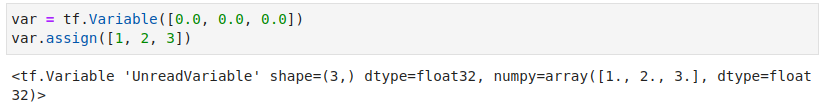 var = tf.Variable([0.0, 0.0, 0.0])
var.assign([1, 2, 3])
<tf.Variable 'UnreadVariable' shape=(3,) dtype=float32, numpy=array([1., 2., 3.], dtype=float
32)>